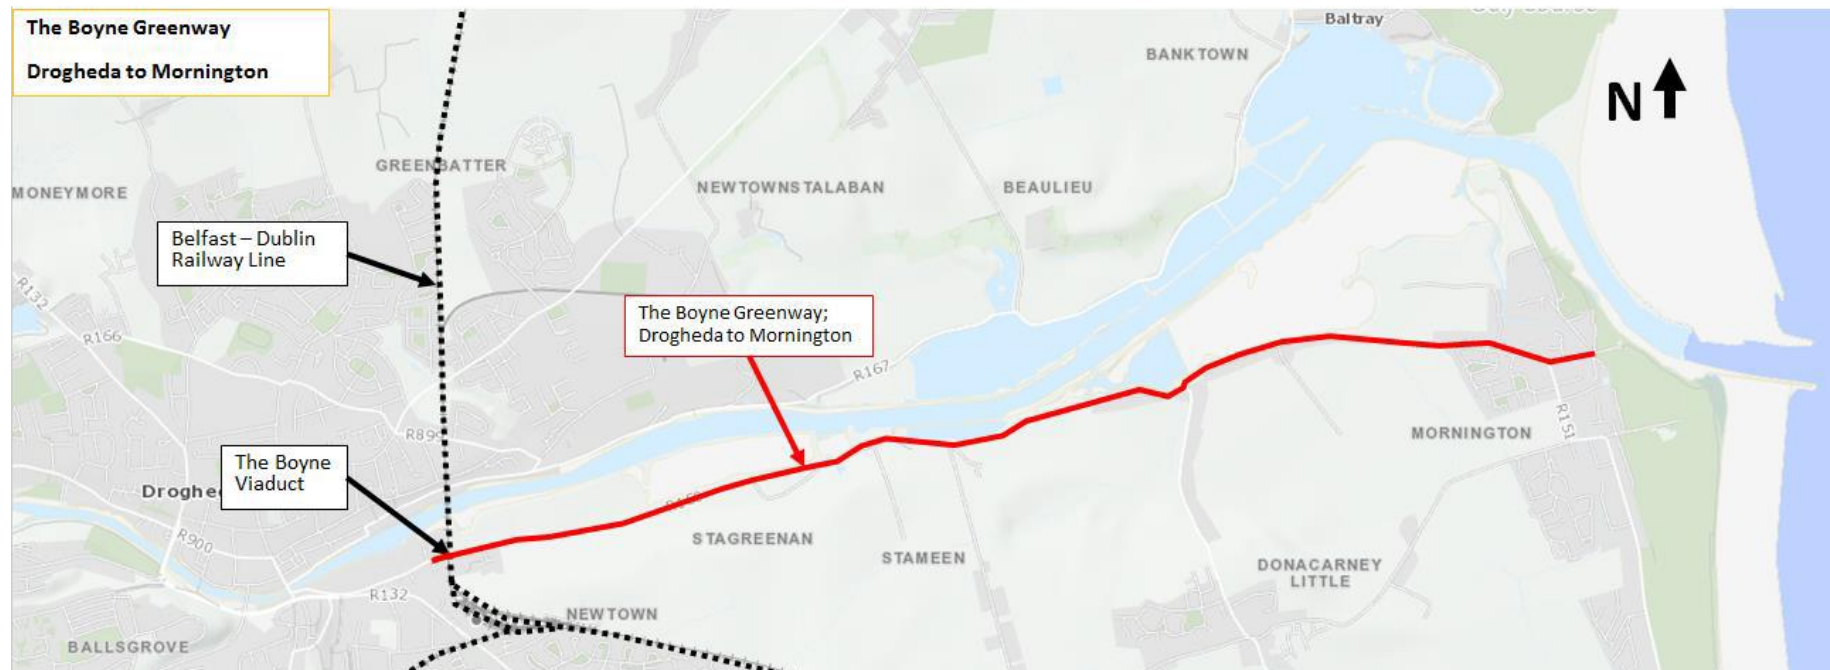 The Boyne Greenway
Drogheda to Mornington
Baltray
BANKTOWN
N
GREENBATTER
MONEYMORE
NEWTOWNSTALABAN
BEAULIEU
Belfast – Dublin
Railway Line
R132
R166
The Boyne Greenway;
Drogheda to Mornington
R167
R899
R151
MORNINGTON
The Boyne
Viaduct
R900
STAGREENAN
STAMEEN
DONACARNEY
LITTLE
R132
NEWTOWN
BALLSGROVE